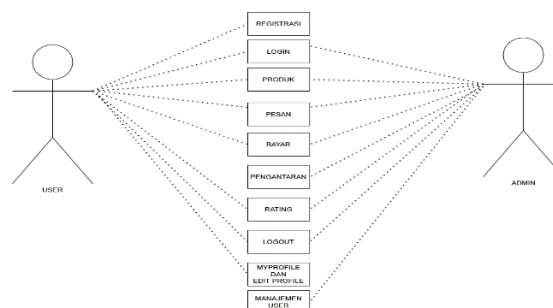 REGISTRASI
LOGIN
PRODUK
PESAN
BAYAR
PENGANTARAN
RATING
LOGOUT
MYPROFILE
DAN
EDIT PROFILE
MANAJEMEN
USER
USER
ADMIN